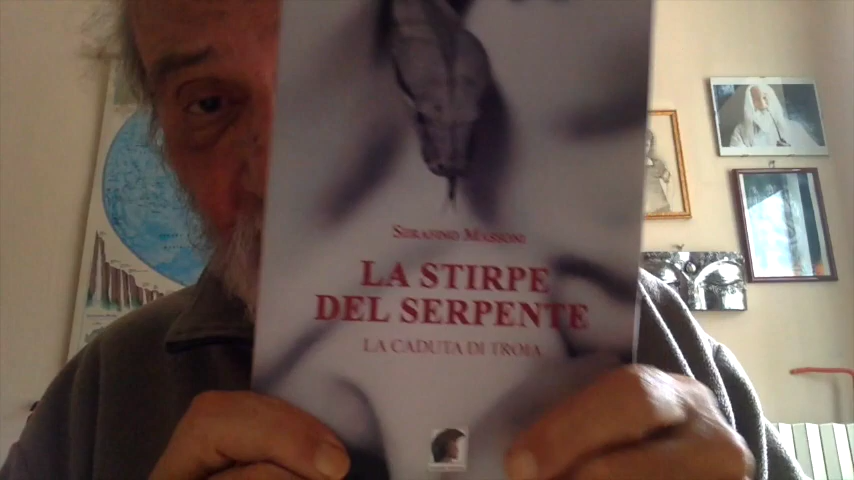 SERAFINO MASSONI
LA STIRPE
DEL SERPENTE
LA CADUTA DI TROIA